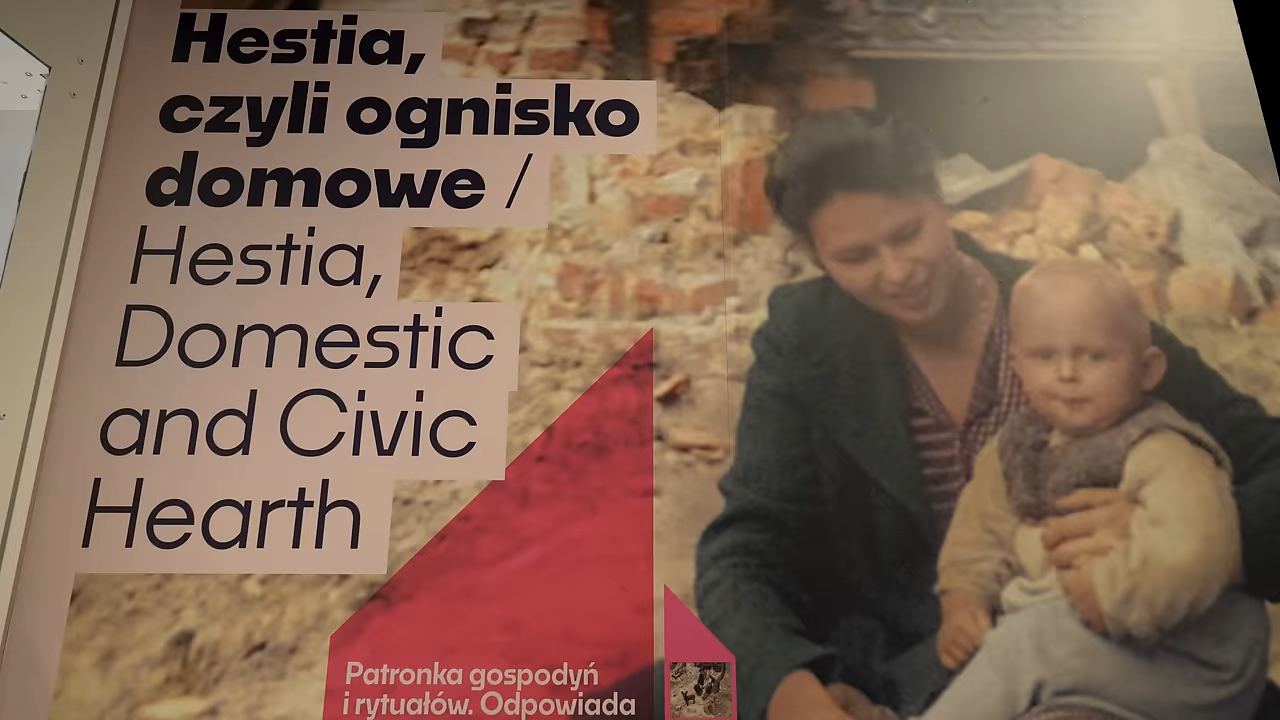 Hestia,
czyli ognisko
domowe /
Hestia,
Domestic
and Civic
Hearth
Patronka gospodyń
i rytuałów. Odpowiada